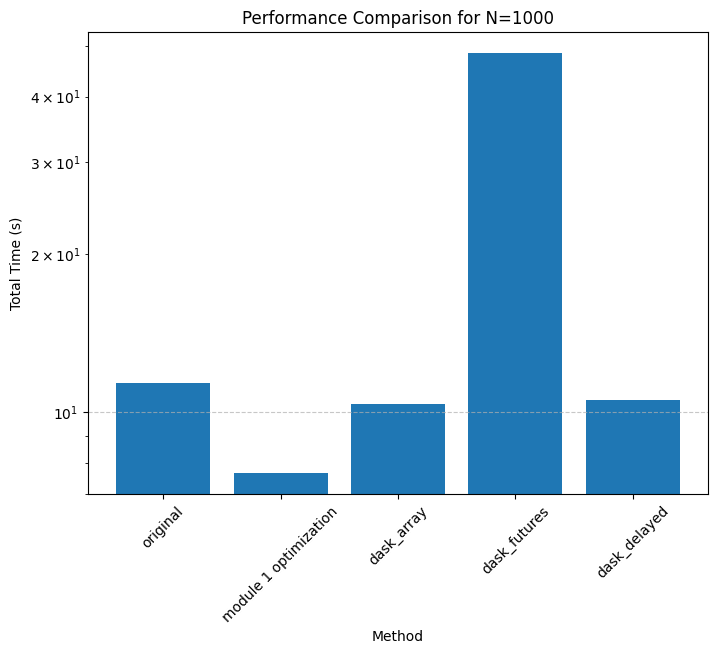 Performance Comparison for N=1000
Total Time (s)
4 × 10¹
3 × 10¹
2 × 10¹
10¹
original
module 1 optimization
dask_array
dask_futures
dask_delayed
Method